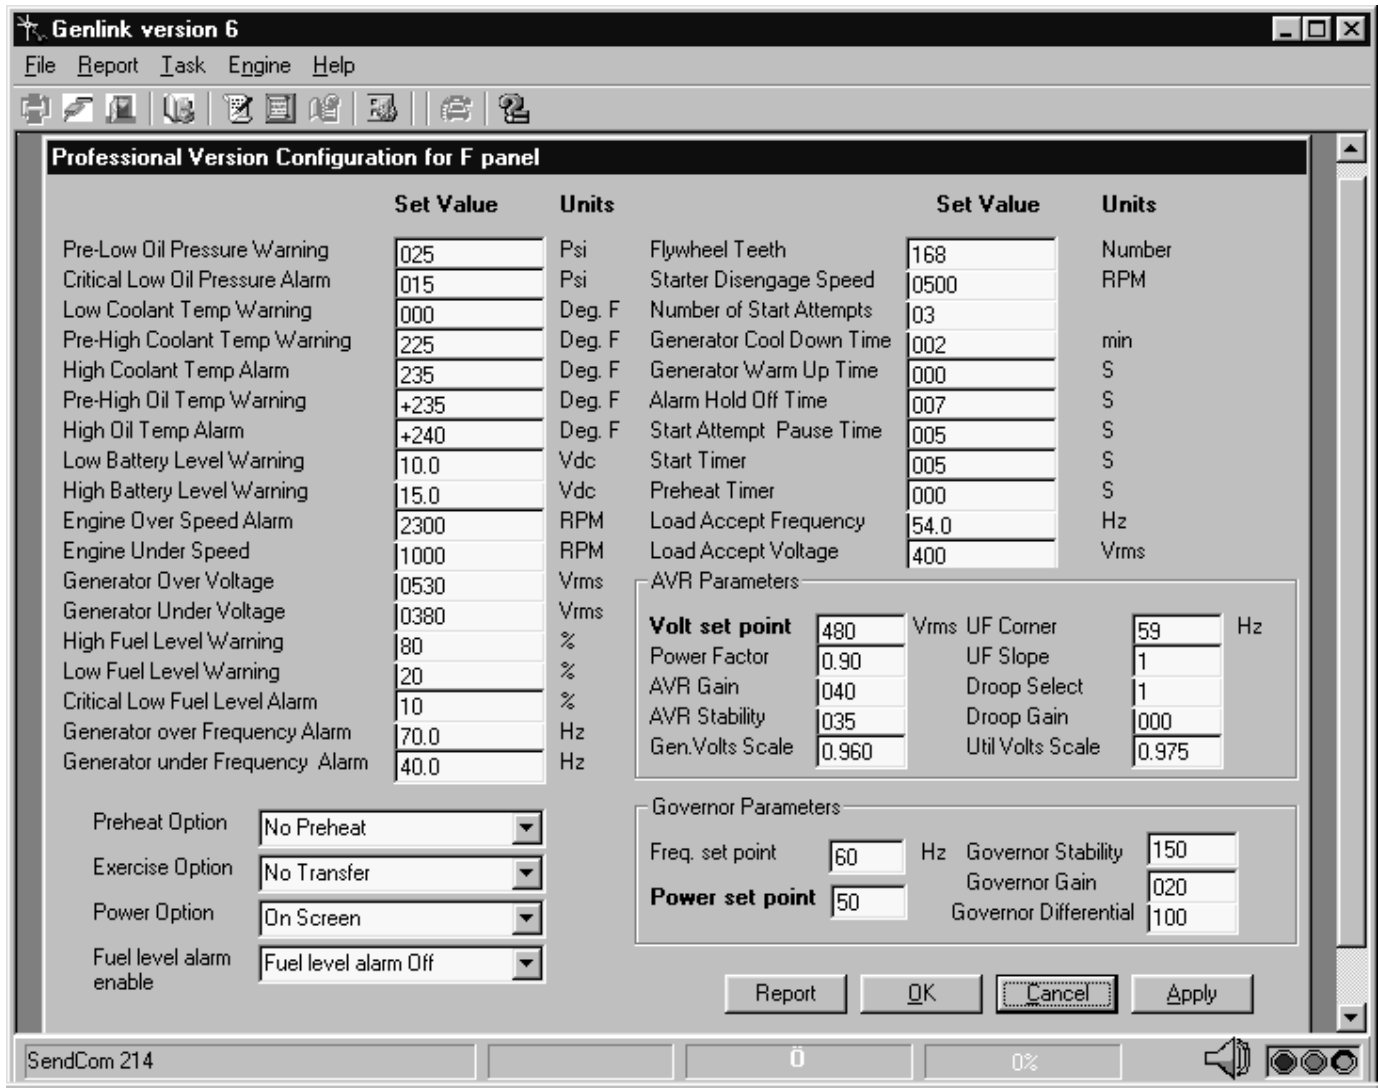 Genlink version 6
File Report Task Engine Help
Professional Version Configuration for F panel
Set Value Units Set Value Units
Pre-Low Oil Pressure Warning 025 Psi Flywheel Teeth 168 Number
Critical Low Oil Pressure Alarm 015 Psi Starter Disengage Speed 0500 RPM
Low Coolant Temp Warning 000 Deg. F Number of Start Attempts 03
Pre-High Coolant Temp Warning 225 Deg. F Generator Cool Down Time 002 min
High Coolant Temp Alarm 235 Deg. F Generator Warm Up Time 000 S
Pre-High Oil Temp Warning +235 Deg. F Alarm Hold Off Time 007 S
High Oil Temp Alarm +240 Deg. F Start Attempt Pause Time 005 S
Low Battery Level Warning 10.0 Vdc Start Timer 005 S
High Battery Level Warning 15.0 Vdc Preheat Timer 000 S
Engine Over Speed Alarm 2300 RPM Load Accept Frequency 54.0 Hz
Engine Under Speed 1000 RPM Load Accept Voltage 400 Vrms
Generator Over Voltage 0530 Vrms AVR Parameters
Generator Under Voltage 0380 Vrms Volt set point 480 Vrms UF Corner 59 Hz
High Fuel Level Warning 80 % Power Factor 0.90 UF Slope 1
Low Fuel Level Warning 20 % AVR Gain 040 Droop Select 1
Critical Low Fuel Level Alarm 10 % AVR Stability 035 Droop Gain 000
Generator over Frequency Alarm 70.0 Hz Gen.Volts Scale 0.960 Util Volts Scale 0.975
Generator under Frequency Alarm 40.0 Hz
Preheat Option No Preheat Governor Parameters
Exercise Option No Transfer Freq. set point 60 Hz Governor Stability 150
Power Option On Screen Power set point 50 Governor Gain 020
Governor Differential 100
Fuel level alarm enable Fuel level alarm Off
Report OK Cancel Apply
SendCom 214 Ö 0%